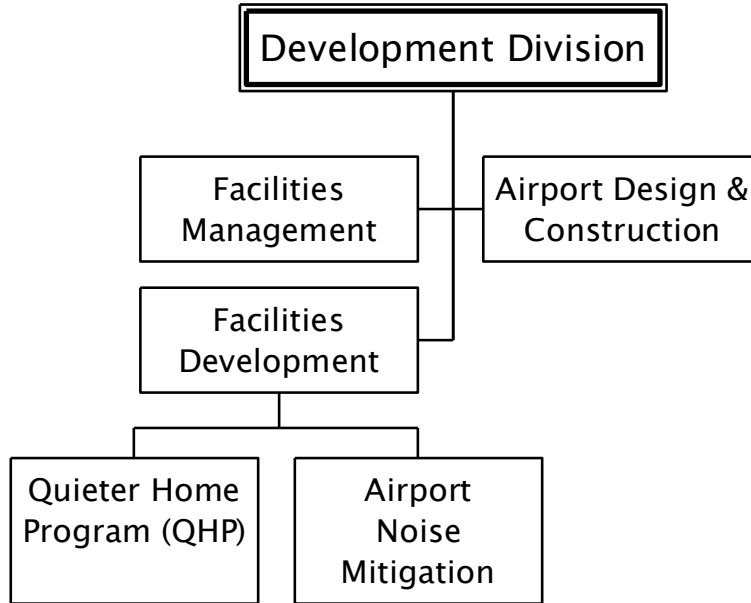 Development Division
Facilities
Management
Airport Design &
Construction
Facilities
Development
Quieter Home
Program (QHP)
Airport
Noise
Mitigation